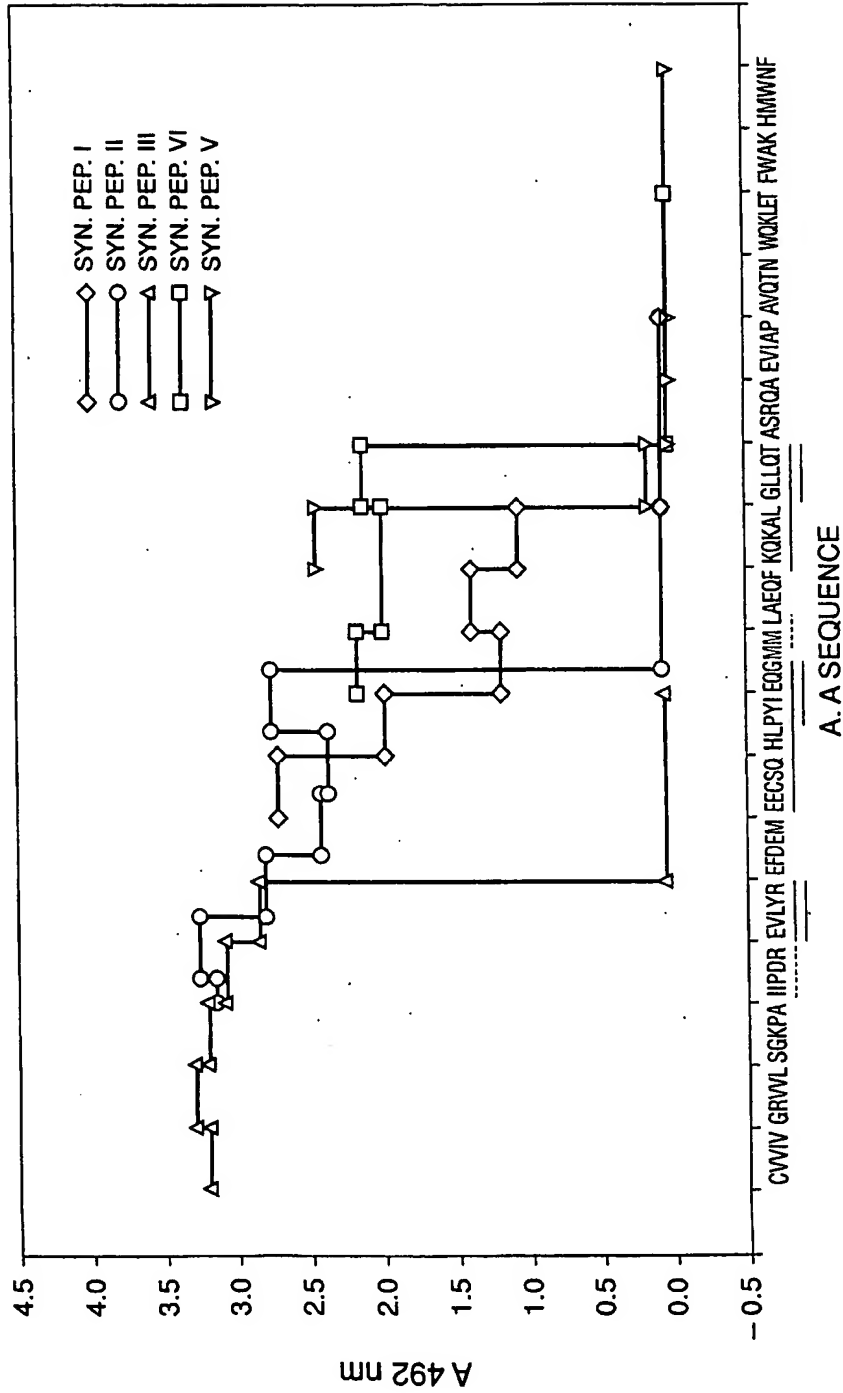 A 492 nm
4.5
4.0
3.5
3.0
2.5
2.0
1.5
1.0
0.5
0.0
– 0.5
SYN. PEP. I
SYN. PEP. II
SYN. PEP. III
SYN. PEP. VI
SYN. PEP. V
CVVIV GRVVL SGKPA IIPDR EVLYR EFDEM EECSQ HLPYI EQGMM LAEQF KQKAL GLLQT ASRQA EVIAP AVQTN WQKLET FWAK HMWNF
A. A SEQUENCE